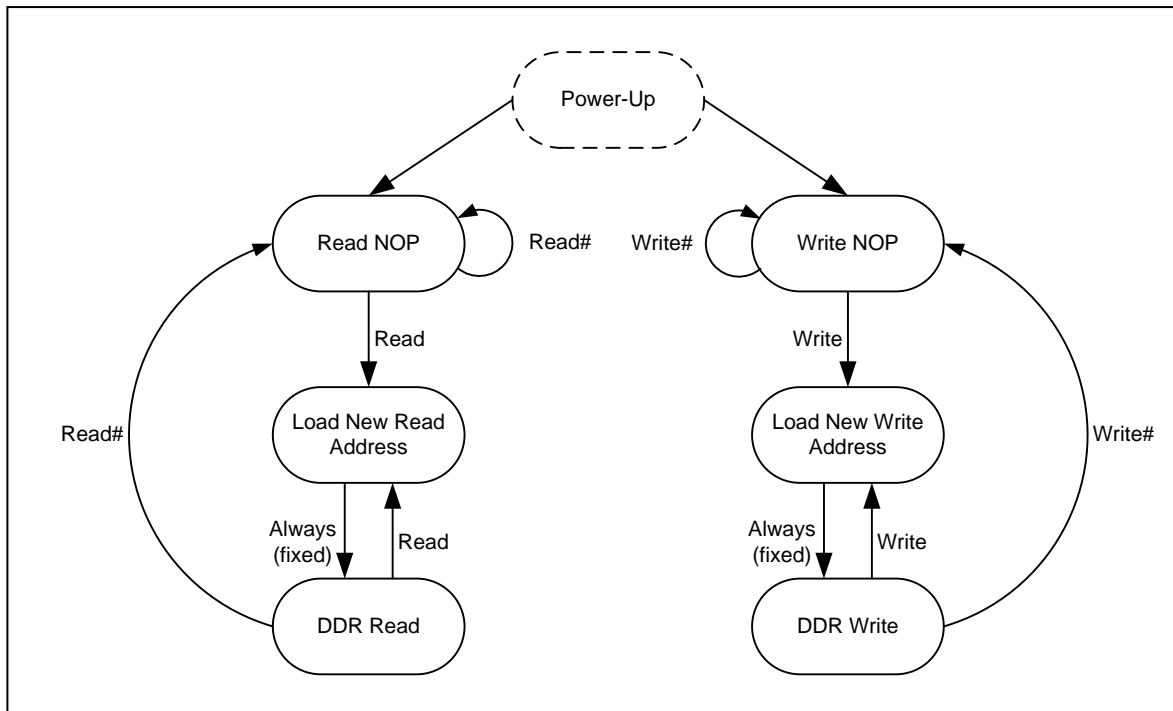 Power-Up
Read NOP
Read#
Write#
Write NOP
Read
Write
Load New Read
Address
Load New Write
Address
Read#
Write#
Always
(fixed)
Read
Always
(fixed)
Write
DDR Read
DDR Write